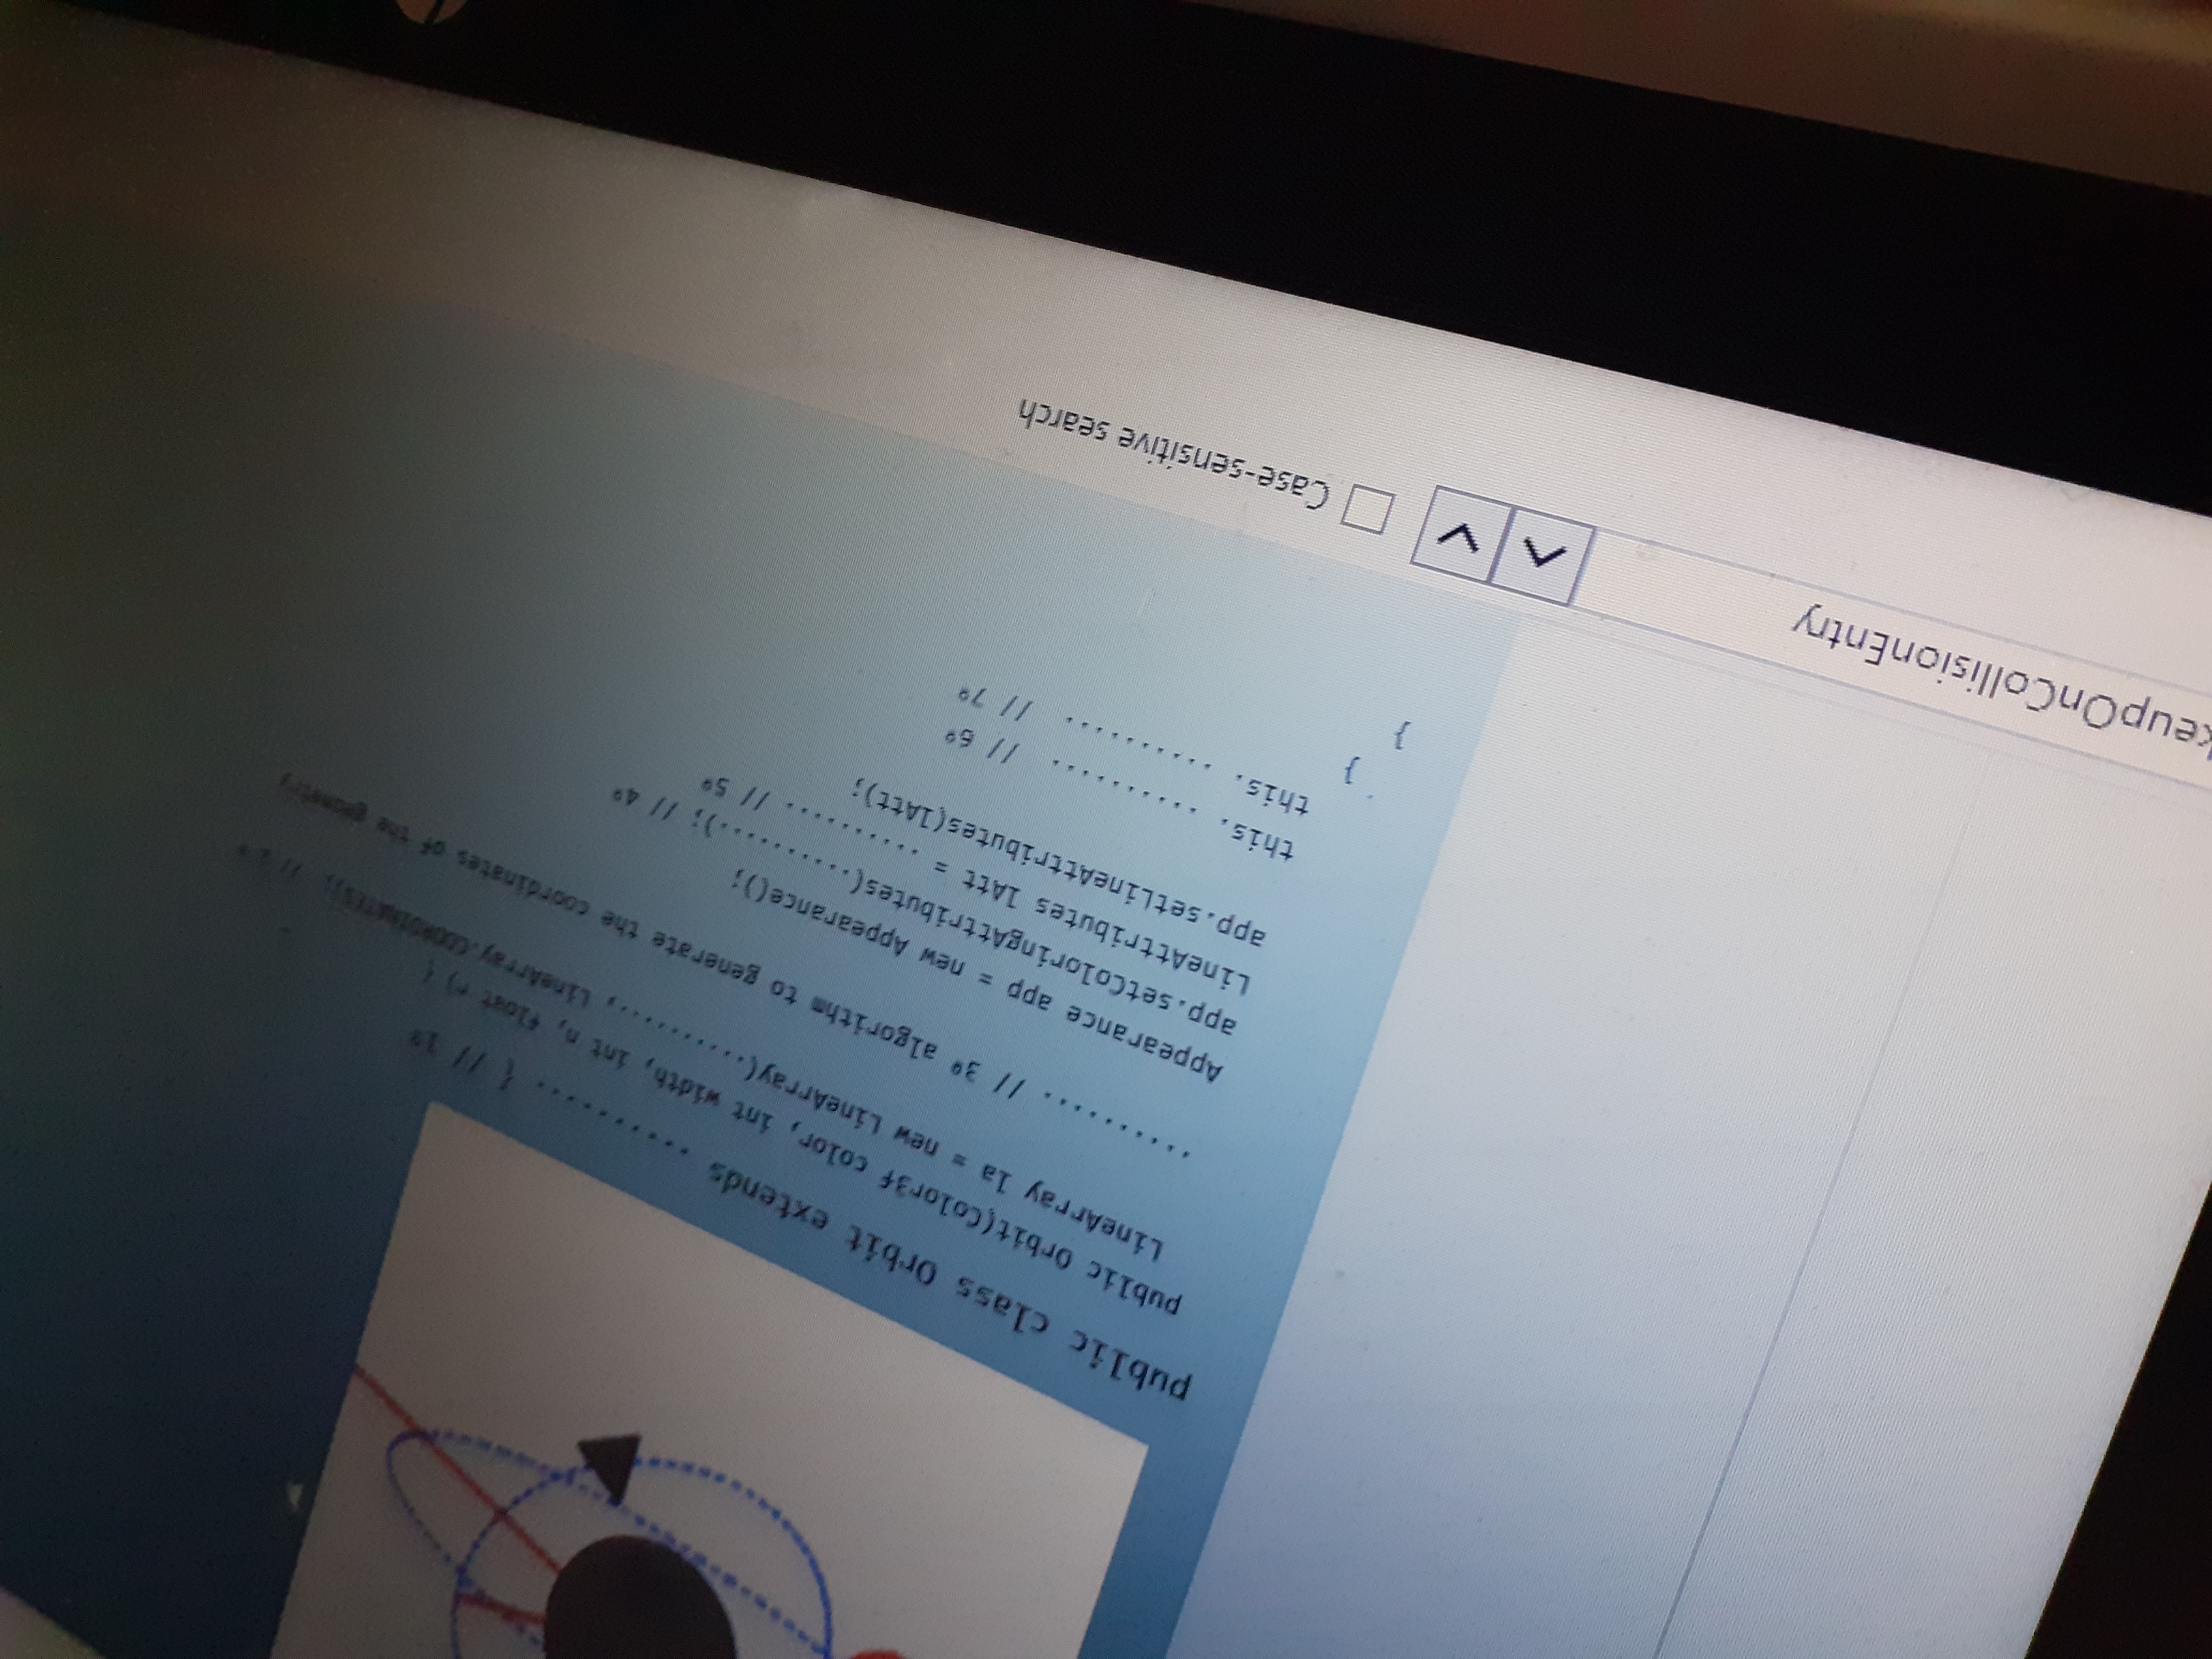 public class Orbit extends .......... { // 1º
public Orbit(Color3f color, int width, int n, float r) {
LineArray la = new LineArray(.........., LineArray.COORDINATES); // 2º
.......... // 3º algorithm to generate the coordinates of the geometry
Appearance app = new Appearance();
app.setColoringAttributes(..........); // 4º
LineAttributes lAtt = .......... // 5º
app.setLineAttributes(lAtt);
this. .......... // 6º
this. .......... // 7º
}
}
keupOnCollisionEntry
Case-sensitive search